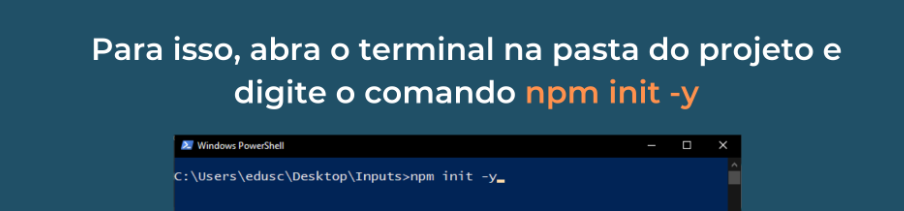 Para isso, abra o terminal na pasta do projeto e
digite o comando npm init -y
Windows PowerShell
C:\Users\edusc\Desktop\Inputs>npm init -y_